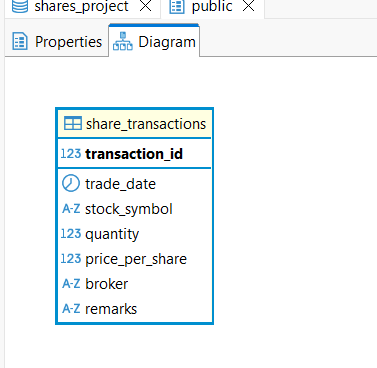 shares_project
public
Properties
Diagram
share_transactions
123 transaction_id
trade_date
A-Z stock_symbol
123 quantity
123 price_per_share
A-Z broker
A-Z remarks